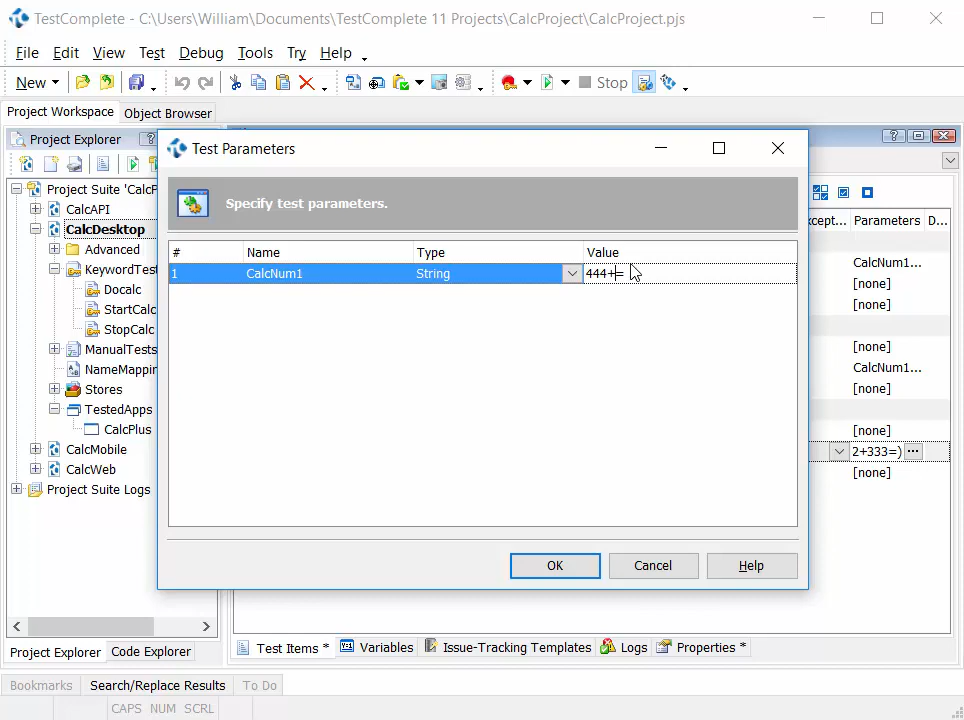 TestComplete - C:\Users\William\Documents\TestComplete 11 Projects\CalcProject\CalcProject.pjs
File Edit View Test Debug Tools Try Help
New Stop
Project Workspace Object Browser
Project Explorer
Project Suite 'CalcP
CalcAPI
CalcDesktop
Advanced
KeywordTest
Docalc
StartCalc
StopCalc
ManualTests
NameMappin
Stores
TestedApps
CalcPlus
CalcMobile
CalcWeb
Project Suite Logs
Test Parameters
Specify test parameters.
# Name Type Value
1 CalcNum1 String 444+=
OK Cancel Help
xcept... Parameters D...
CalcNum1...
[none]
[none]
[none]
CalcNum1...
[none]
[none]
2+333=) ...
[none]
Project Explorer Code Explorer
Test Items * Variables Issue-Tracking Templates Logs Properties *
Bookmarks Search/Replace Results To Do
CAPS NUM SCRL